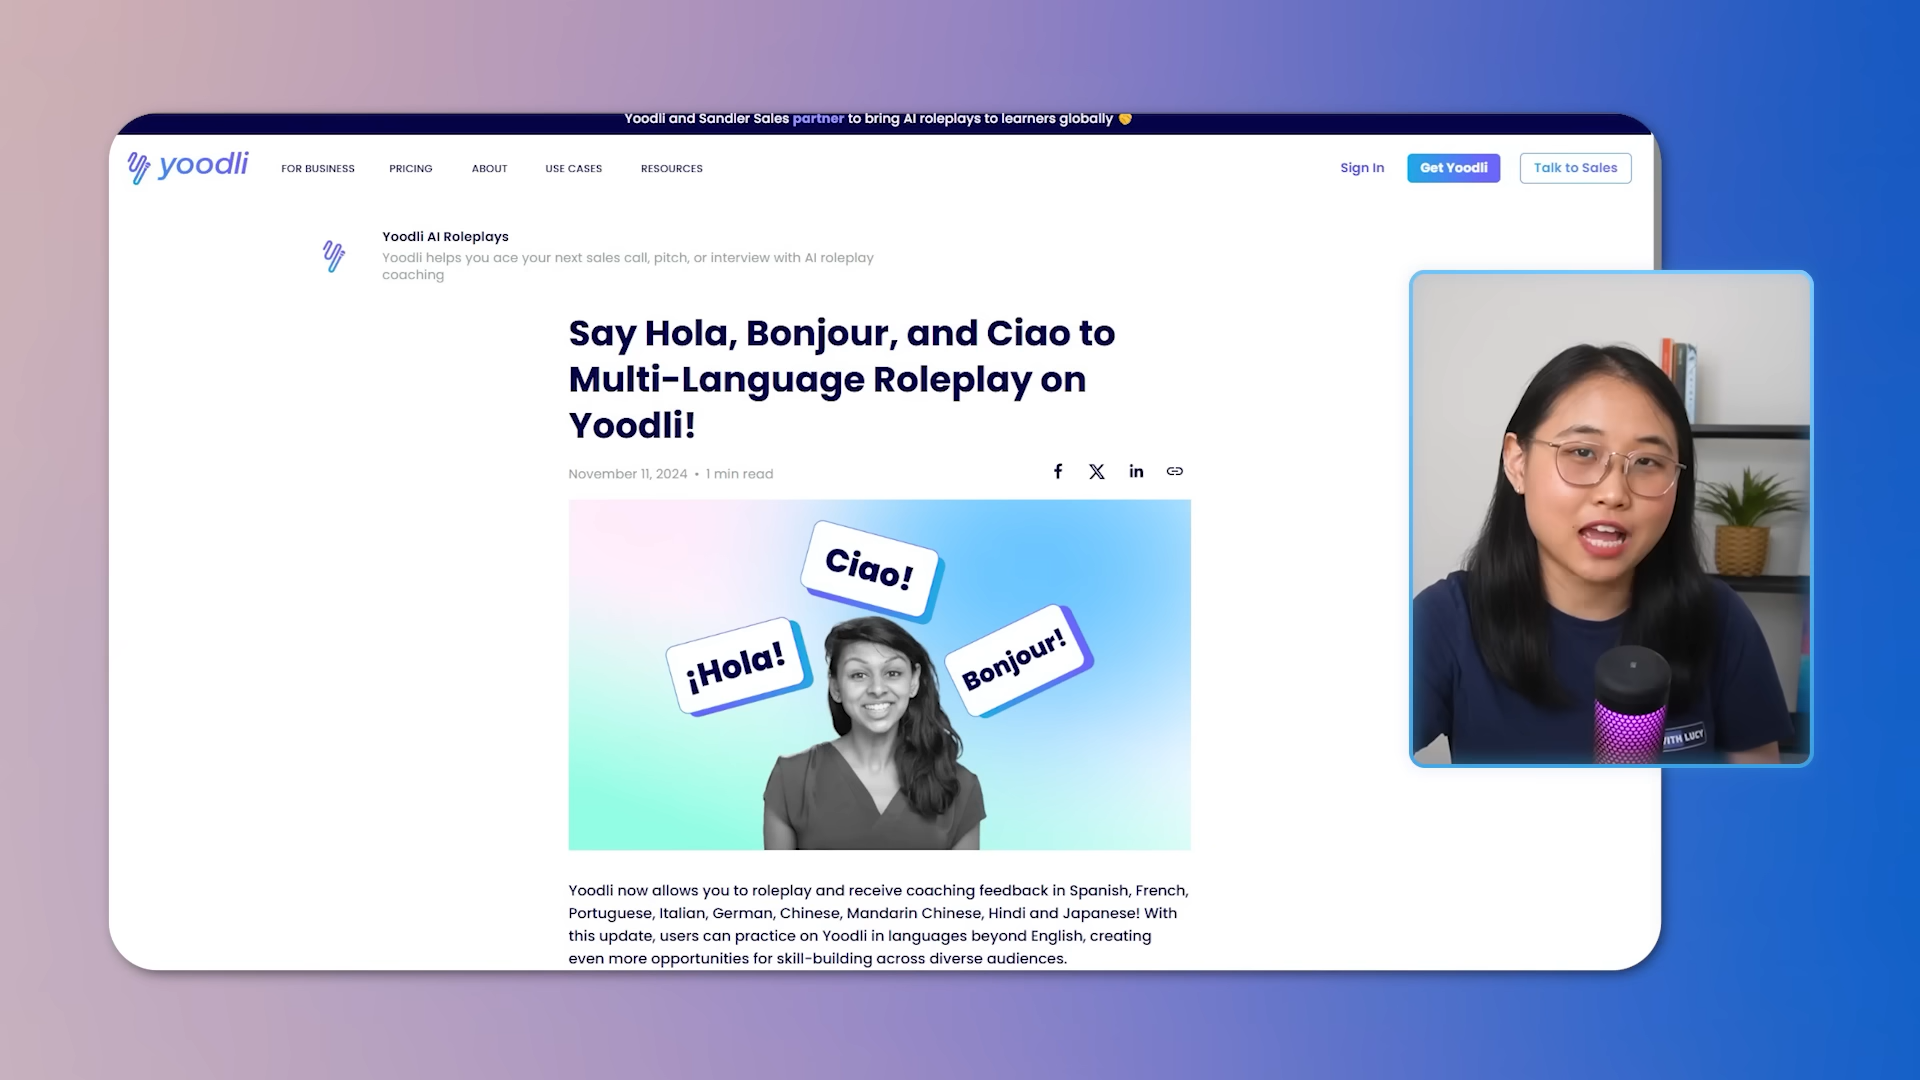 Yoodli and Sandler Sales partner to bring AI roleplays to learners globally
yoodli
FOR BUSINESS
PRICING
ABOUT
USE CASES
RESOURCES
Sign In
Get Yoodli
Talk to Sales
Yoodli AI Roleplays
Yoodli helps you ace your next sales call, pitch, or interview with AI roleplay
coaching
Say Hola, Bonjour, and Ciao to
Multi-Language Roleplay on
Yoodli!
November 11, 2024 • 1 min read
Ciao!
¡Hola!
Bonjour!
WITH LUCY
Yoodli now allows you to roleplay and receive coaching feedback in Spanish, French,
Portuguese, Italian, German, Chinese, Mandarin Chinese, Hindi and Japanese! With
this update, users can practice on Yoodli in languages beyond English, creating
even more opportunities for skill-building across diverse audiences.